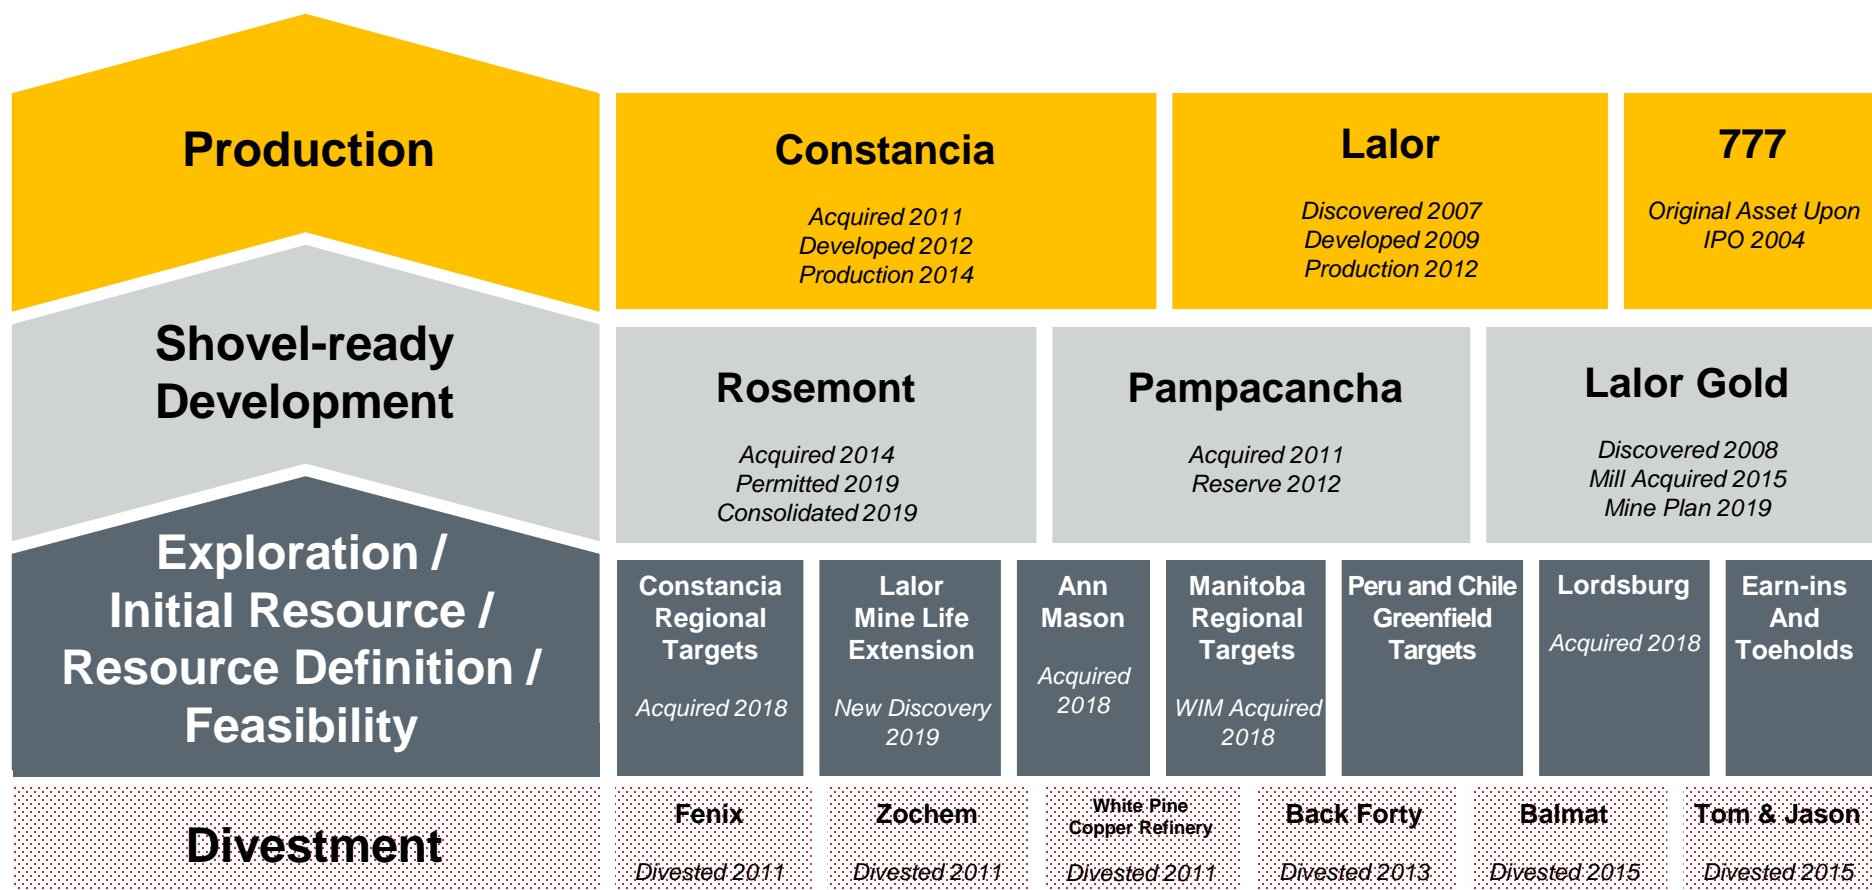 Production
Constancia
Acquired 2011
Developed 2012
Production 2014
Lalor
Discovered 2007
Developed 2009
Production 2012
777
Original Asset Upon
IPO 2004
Shovel-ready
Development
Rosemont
Acquired 2014
Permitted 2019
Consolidated 2019
Pampacancha
Acquired 2011
Reserve 2012
Lalor Gold
Discovered 2008
Mill Acquired 2015
Mine Plan 2019
Exploration /
Initial Resource /
Resource Definition /
Feasibility
Constancia
Regional
Targets
Acquired 2018
Lalor
Mine Life
Extension
New Discovery
2019
Ann
Mason
Acquired
2018
Manitoba
Regional
Targets
WIM Acquired
2018
Peru and Chile
Greenfield
Targets
Lordsburg
Acquired 2018
Earn-ins
And
Toeholds
Divestment
Fenix
Divested 2011
Zochem
Divested 2011
White Pine
Copper Refinery
Divested 2011
Back Forty
Divested 2013
Balmat
Divested 2015
Tom & Jason
Divested 2015